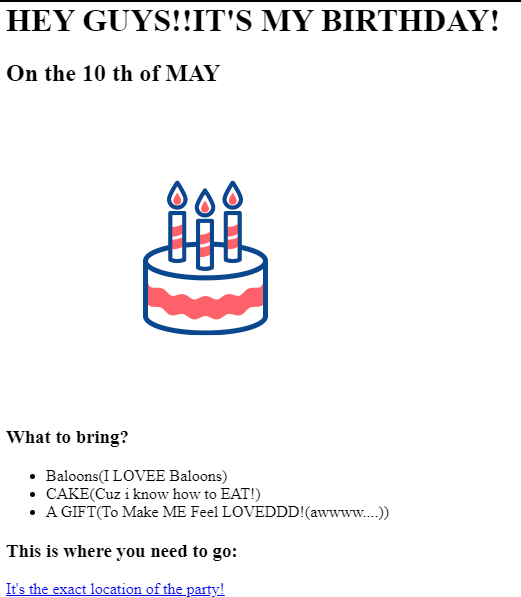 HEY GUYS!!IT'S MY BIRTHDAY!
On the 10 th of MAY
What to bring?
Baloons(I LOVEE Baloons)
CAKE(Cuz i know how to EAT!)
A GIFT(To Make ME Feel LOVEDDD!(awwww....))
This is where you need to go:
It's the exact location of the party!